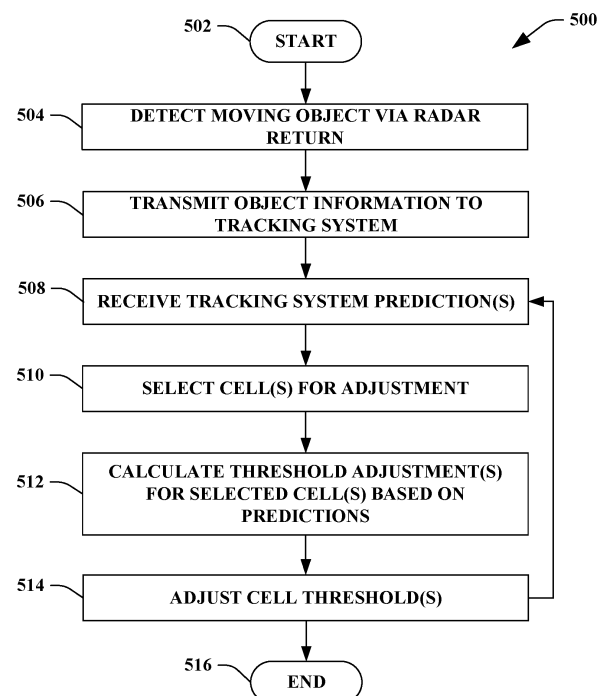 500
502
START
504
DETECT MOVING OBJECT VIA RADAR
RETURN
506
TRANSMIT OBJECT INFORMATION TO
TRACKING SYSTEM
508
RECEIVE TRACKING SYSTEM PREDICTION(S)
510
SELECT CELL(S) FOR ADJUSTMENT
512
CALCULATE THRESHOLD ADJUSTMENT(S)
FOR SELECTED CELL(S) BASED ON
PREDICTIONS
514
ADJUST CELL THRESHOLD(S)
516
END